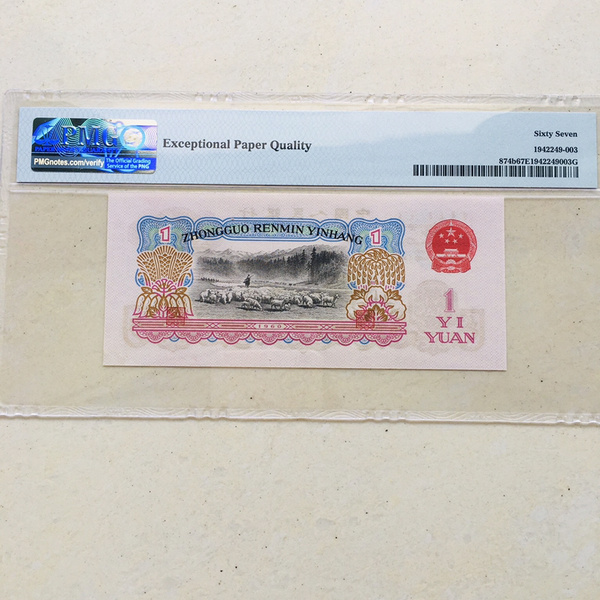 PMG
PMGnotes.com/verify
The Official Grading
Service of the PNG
Exceptional Paper Quality
Sixty Seven
1942249-003
874b67E1942249003G
1
ZHONGGUO RENMIN YINHANG
1
1960
1
YI
YUAN